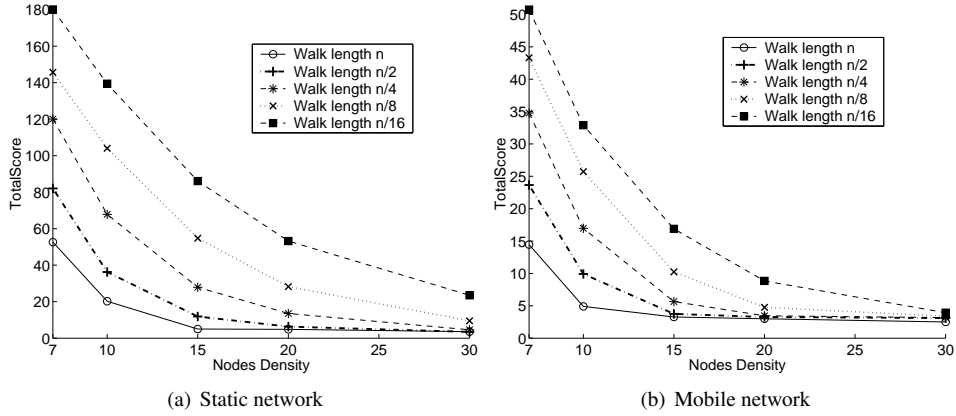 180
160
140
120
100
80
60
40
20
0
TotalScore
7
10
15
20
25
30
Nodes Density
Walk length n
Walk length n/2
Walk length n/4
Walk length n/8
Walk length n/16
(a) Static network
50
45
40
35
30
25
20
15
10
5
0
TotalScore
7
10
15
20
25
30
Nodes Density
Walk length n
Walk length n/2
Walk length n/4
Walk length n/8
Walk length n/16
(b) Mobile network